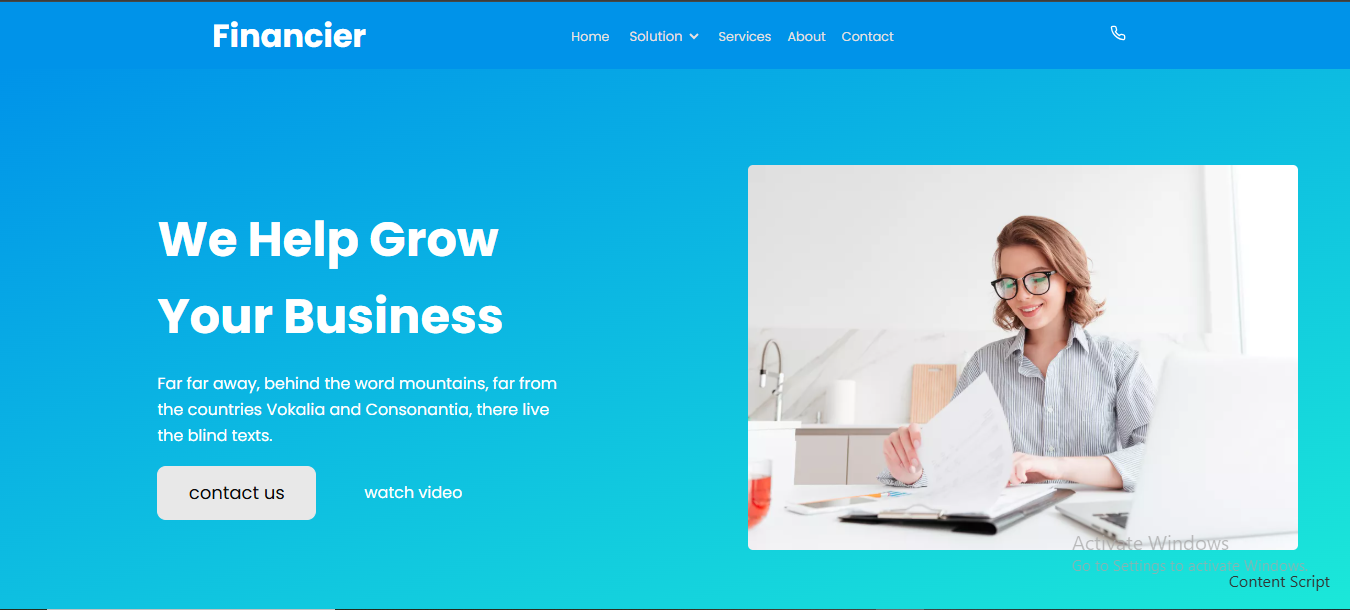 Financier
Home Solution Services About Contact
We Help Grow
Your Business
Far far away, behind the word mountains, far from
the countries Vokalia and Consonantia, there live
the blind texts.
contact us
watch video
Activate Windows
Go to Settings to activate Windows.
Content Script